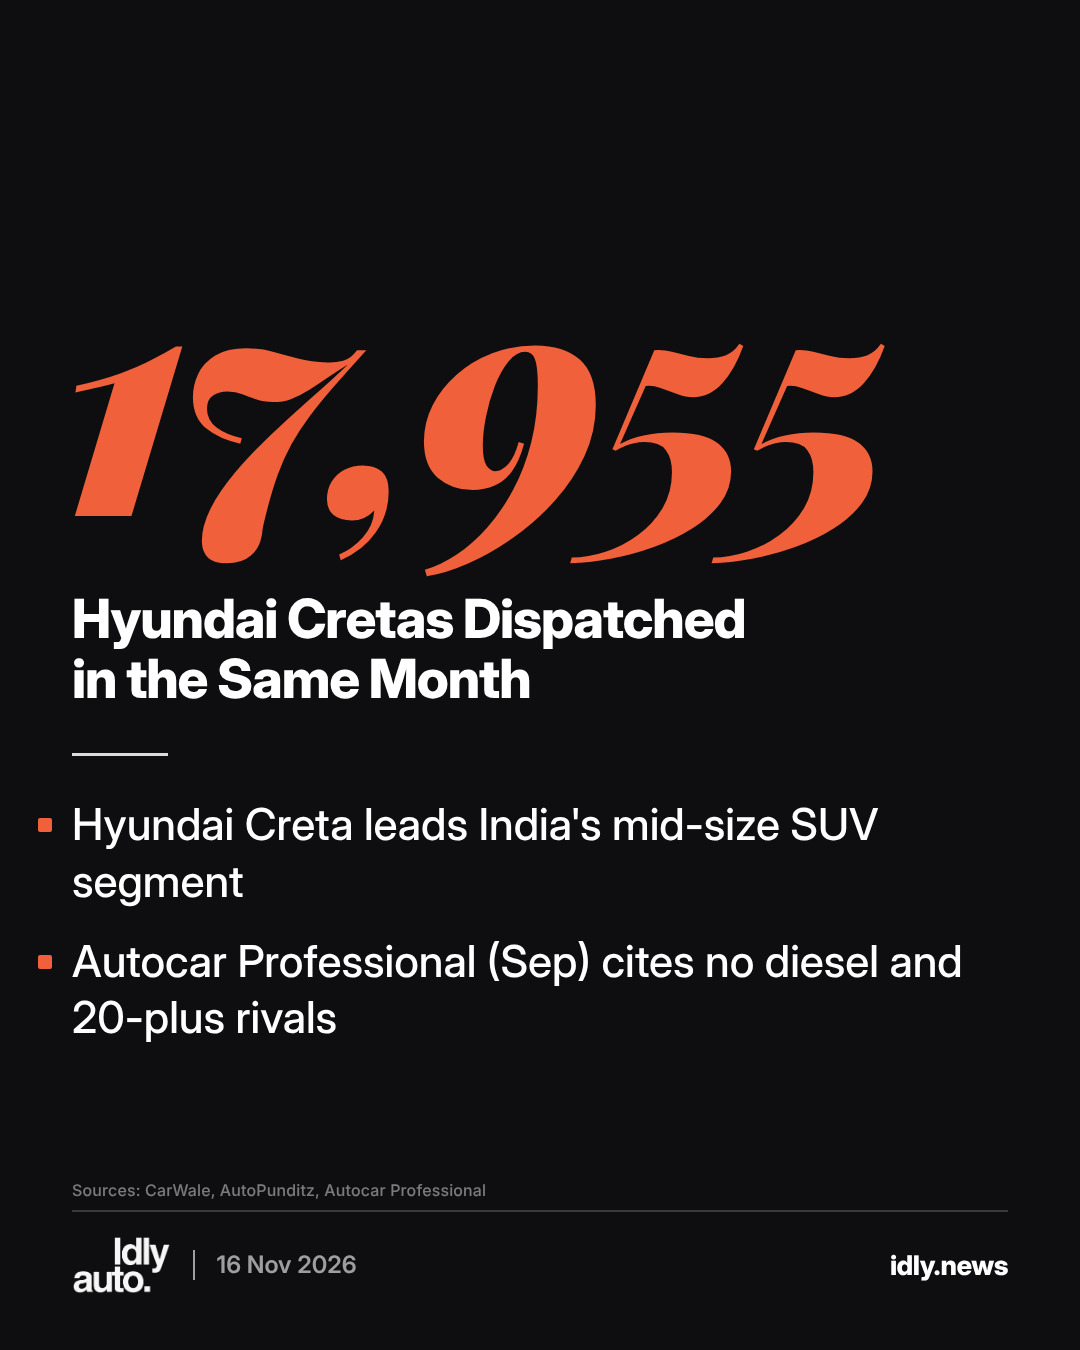 17,955
Hyundai Cretas Dispatched
in the Same Month
Hyundai Creta leads India's mid-size SUV
segment
Autocar Professional (Sep) cites no diesel and
20-plus rivals
Sources: CarWale, AutoPunditz, Autocar Professional
Idly
auto.
16 Nov 2026
idly.news